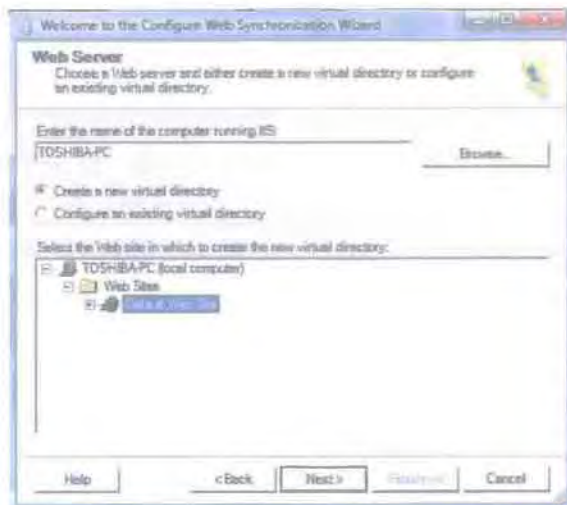 Welcome to the Configure Web Synchronization Wizard
Web Server
Choose a Web server and either create a new virtual directory or configure
an existing virtual directory.
Enter the name of the computer running IIS:
TOSHIBA-PC
Browse...
Create a new virtual directory
Configure an existing virtual directory
Select the Web site in which to create the new virtual directory:
TOSHIBA-PC (local computer)
Web Sites
Default Web Site
Help
< Back
Next >
Cancel